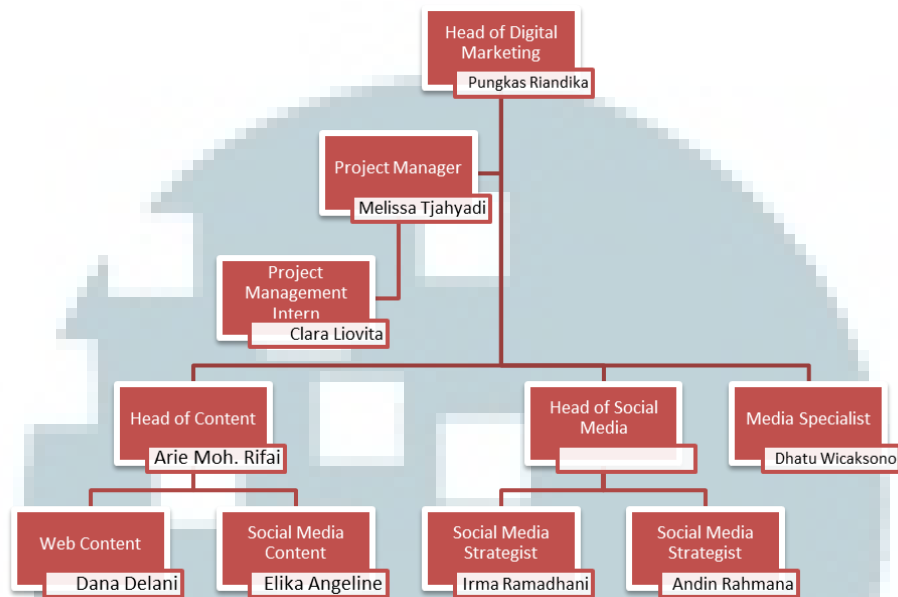 Head of Digital
Marketing
Pungkas Riandika
Project Manager
Melissa Tjahyadi
Project
Management
Intern
Clara Liovita
Head of Content
Arie Moh. Rifai
Head of Social
Media
Media Specialist
Dhatu Wicaksono
Web Content
Dana Delani
Social Media
Content
Elika Angeline
Social Media
Strategist
Irma Ramadhani
Social Media
Strategist
Andin Rahmana